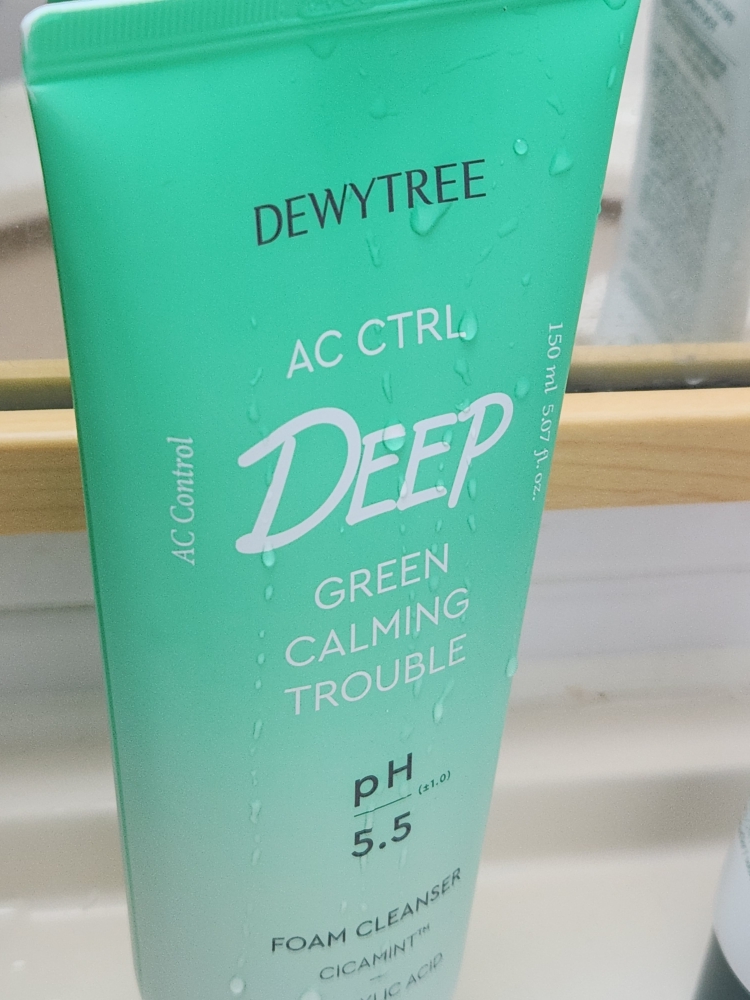 DEWYTREE
AC CTRL
DEEP
GREEN
CALMING
TROUBLE
pH (±1.0)
5.5
FOAM CLEANSER
CICAMINT™
ACID
AC Control
150 ml 5.07 fl. oz.